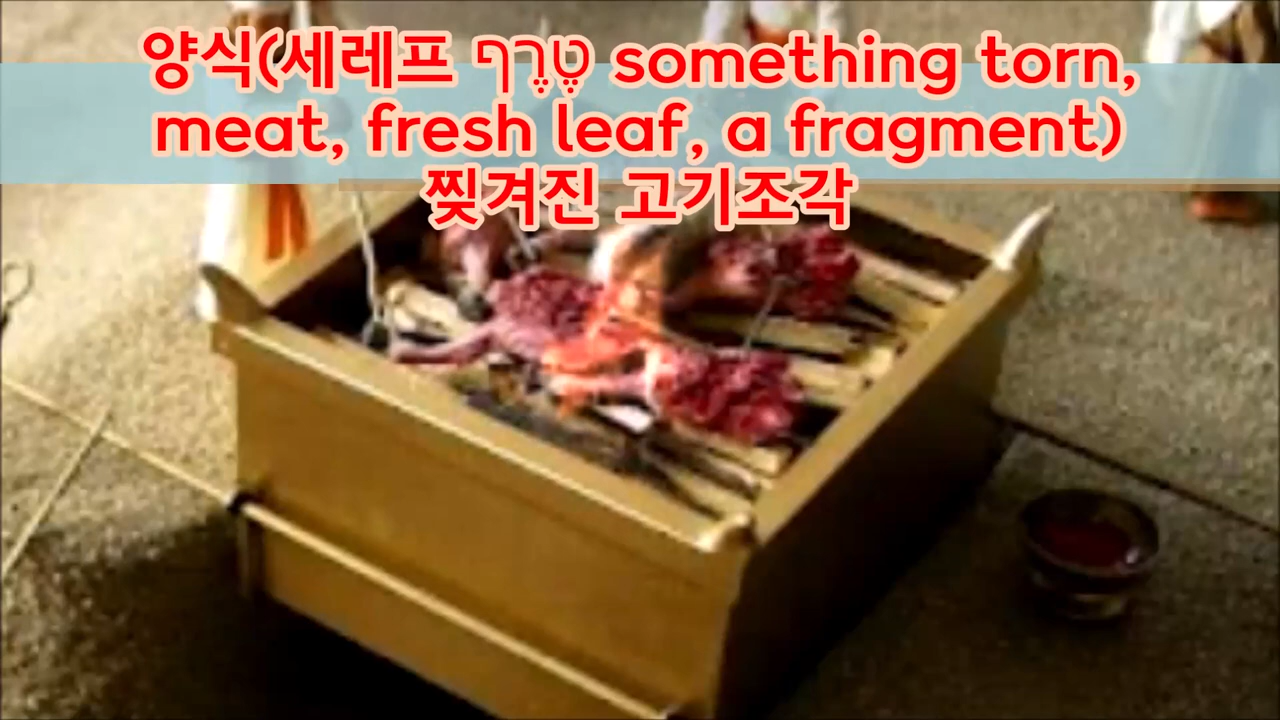 양식(세레프 טֶרֶף something torn,
meat, fresh leaf, a fragment)
찢겨진 고기조각